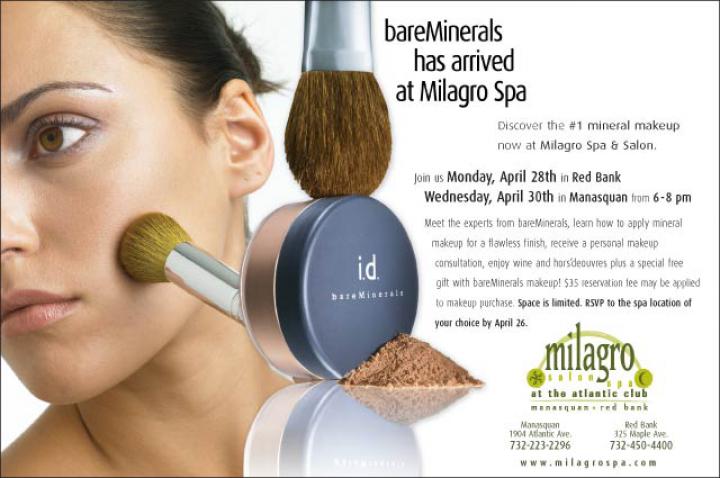 bareMinerals
has arrived
at Milagro Spa
Discover the #1 mineral makeup
now at Milagro Spa & Salon.
Join us Monday, April 28th in Red Bank
Wednesday, April 30th in Manasquan from 6-8 pm
Meet the experts from bareMinerals, learn how to apply mineral
makeup for a flawless finish, receive a personal makeup
consultation, enjoy wine and hors'deouvres plus a special free
gift with bareMinerals makeup! $35 reservation fee may be applied
to makeup purchase. Space is limited. RSVP to the spa location of
your choice by April 26.
i.d.
bareMinerals
milagro
salon spa
at the atlantic club
manasquan • red bank
Manasquan
1904 Atlantic Ave.
732-223-2296
Red Bank
325 Maple Ave.
732-450-4400
www.milagrospa.com